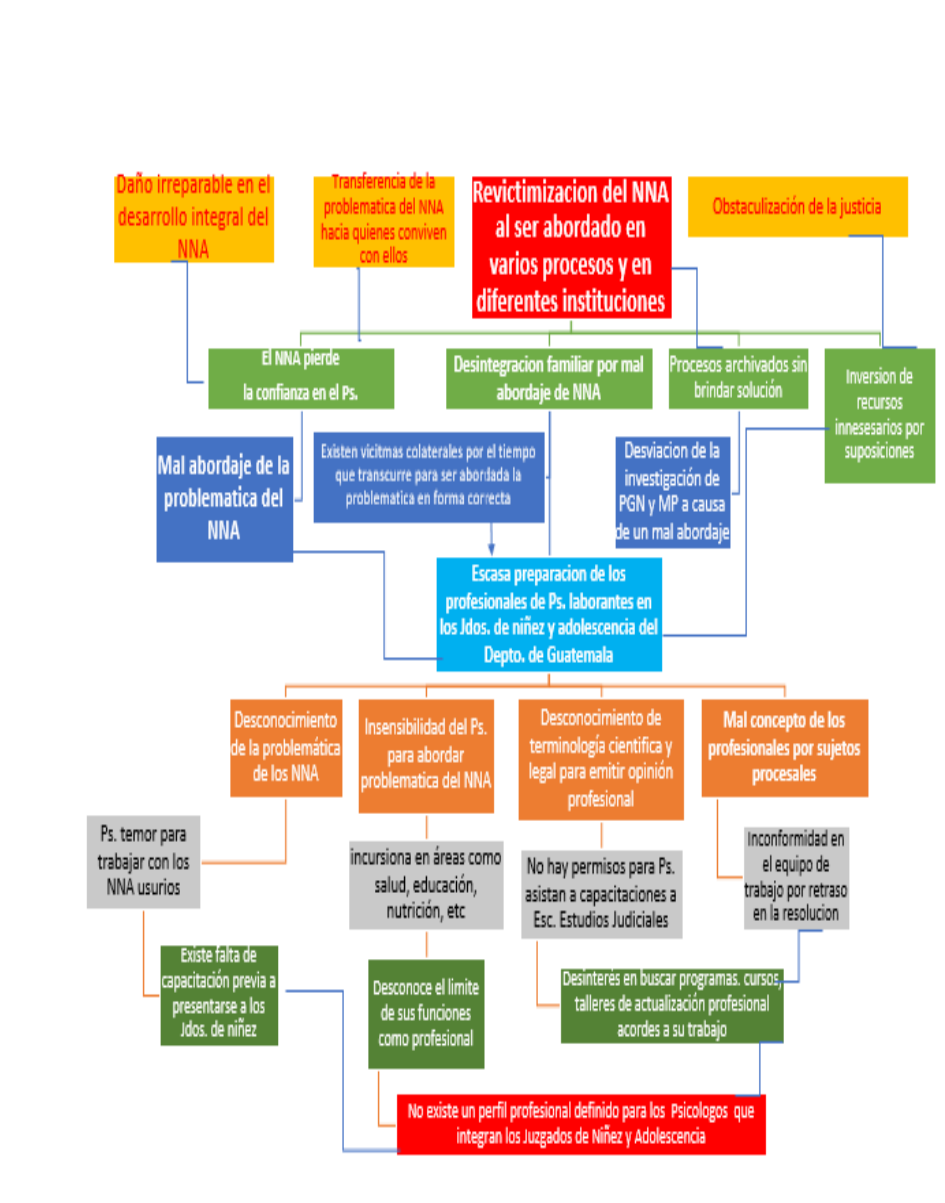 Daño irreparable en el
desarrollo integral del
NNA
Transferencia de la
problematica del NNA
hacia quienes conviven
con ellos
Revictimizacion del NNA
al ser abordado en
varios procesos y en
diferentes instituciones
Obstaculización de la justicia
El NNA pierde
la confianza en el Ps.
Desintegracion familiar por mal
abordaje de NNA
Procesos archivados sin
brindar solución
Inversion de
recursos
innesesarios por
suposiciones
Mal abordaje de la
problematica del
NNA
Existen vicitmas colaterales por el tiempo
que transcurre para ser abordada la
problematica en forma correcta
Desviacion de la
investigación de
PGN y MP a causa
de un mal abordaje
Escasa preparacion de los
profesionales de Ps. laborantes en
los Jdos. de niñez y adolescencia del
Depto. de Guatemala
Desconocimiento
de la problemática
de los NNA
Insensibilidad del Ps.
para abordar
problematica del NNA
Desconocimiento de
terminología cientifica y
legal para emitir opinión
profesional
Mal concepto de los
profesionales por sujetos
procesales
Ps. temor para
trabajar con los
NNA usurios
incursiona en áreas como
salud, educación,
nutrición, etc
No hay permisos para Ps.
asistan a capacitaciones a
Esc. Estudios Judiciales
Inconformidad en
el equipo de
trabajo por retraso
en la resolucion
Existe falta de
capacitación previa a
presentarse a los
Jdos. de niñez
Desconoce el limite
de sus funciones
como profesional
Desinterés en buscar programas. cursos,
talleres de actualización profesional
acordes a su trabajo
No existe un perfil profesional definido para los Psicologos que
integran los Juzgados de Niñez y Adolescencia